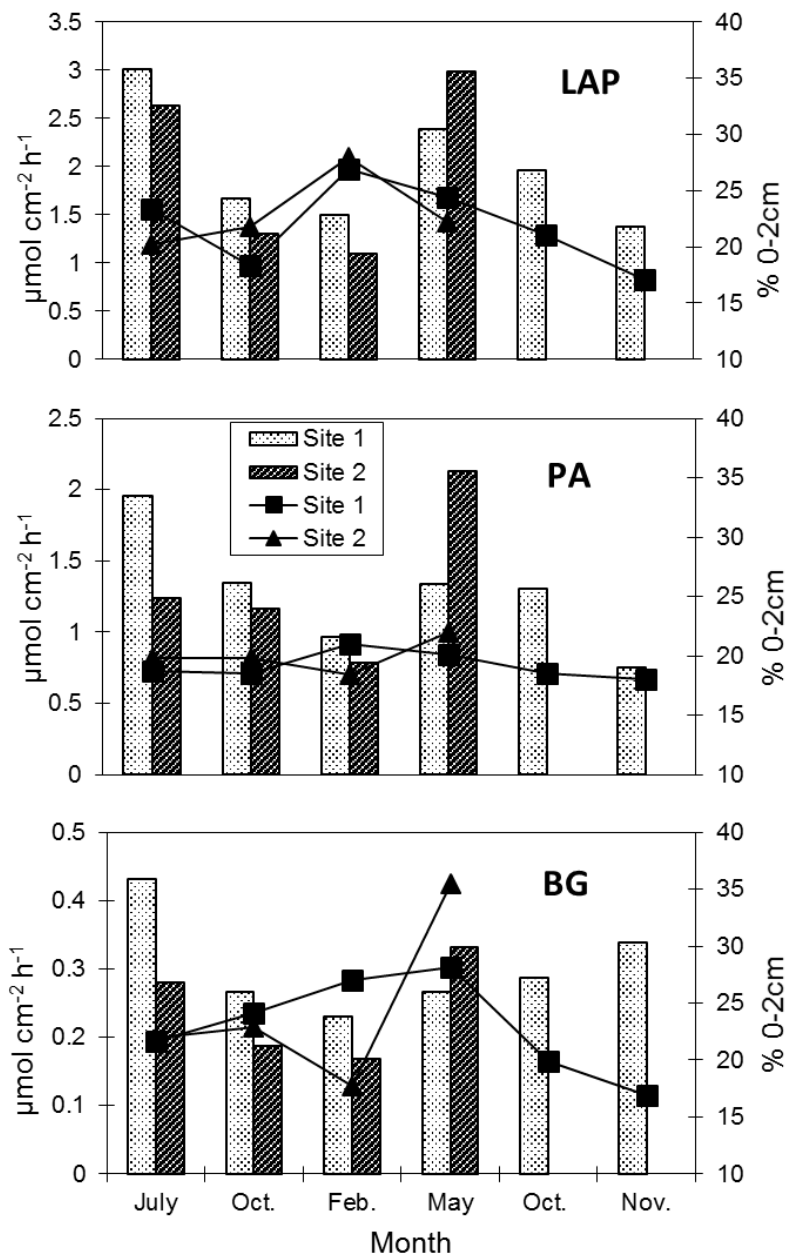 3.5
3
2.5
2
1.5
1
0.5
0
µmol cm⁻² h⁻¹
LAP
40
35
30
25
20
15
10
% 0-2cm
2.5
2
1.5
1
0.5
0
µmol cm⁻² h⁻¹
Site 1
Site 2
Site 1
Site 2
PA
40
35
30
25
20
15
10
% 0-2cm
0.5
0.4
0.3
0.2
0.1
0
µmol cm⁻² h⁻¹
BG
40
35
30
25
20
15
10
% 0-2cm
July Oct. Feb. May Oct. Nov.
Month